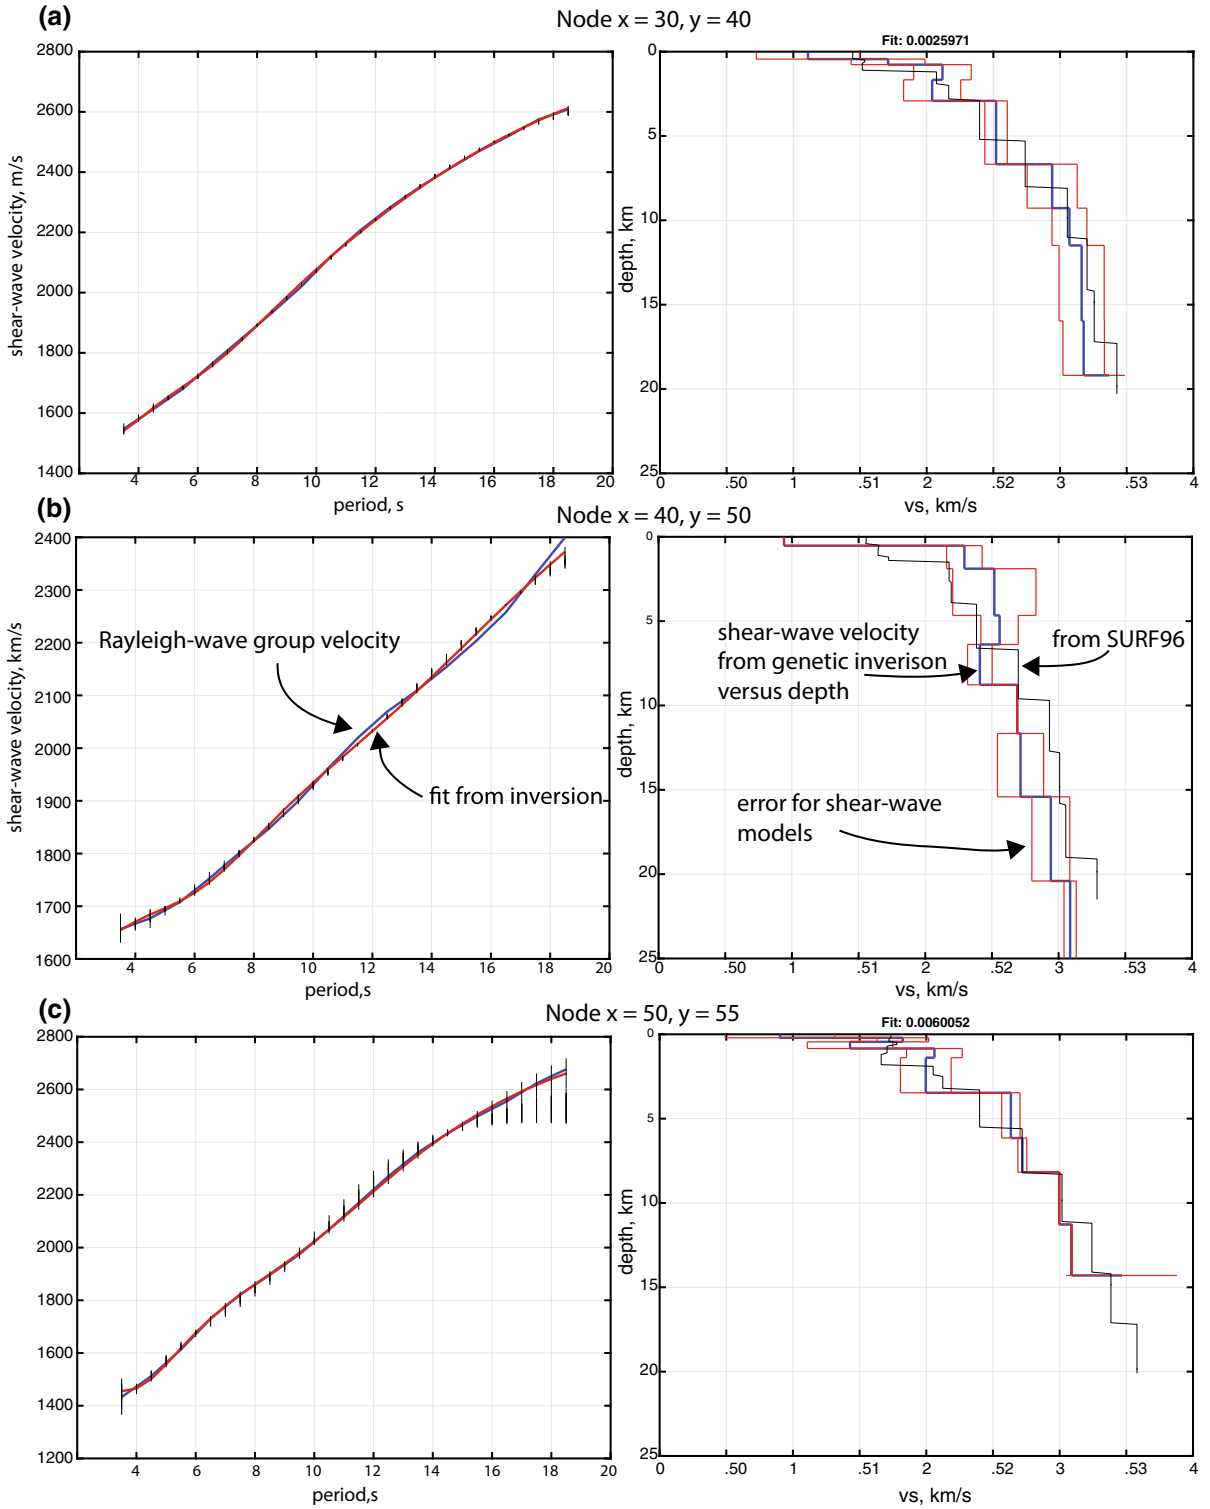 (a)
Node x = 30, y = 40
Fit: 0.0025971
shear-wave velocity, m/s
2800
2600
2400
2200
2000
1800
1600
1400
4 6 8 10 12 14 16 18 20
period, s
depth, km
0
5
10
15
20
25
0 .50 1 .51 2 .52 3 .53 4
vs, km/s
(b)
Node x = 40, y = 50
shear-wave velocity, km/s
2400
2300
2200
2100
2000
1900
1800
1700
1600
Rayleigh-wave group velocity
fit from inversion
4 6 8 10 12 14 16 18 20
period,s
depth, km
0
5
10
15
20
25
shear-wave velocity
from genetic inverison
versus depth
from SURF96
error for shear-wave
models
0 .50 1 .51 2 .52 3 .53 4
vs, km/s
(c)
Node x = 50, y = 55
Fit: 0.0060052
2800
2600
2400
2200
2000
1800
1600
1400
1200
4 6 8 10 12 14 16 18 20
period,s
depth, km
0
5
10
15
20
25
0 .50 1 .51 2 .52 3 .53 4
vs, km/s